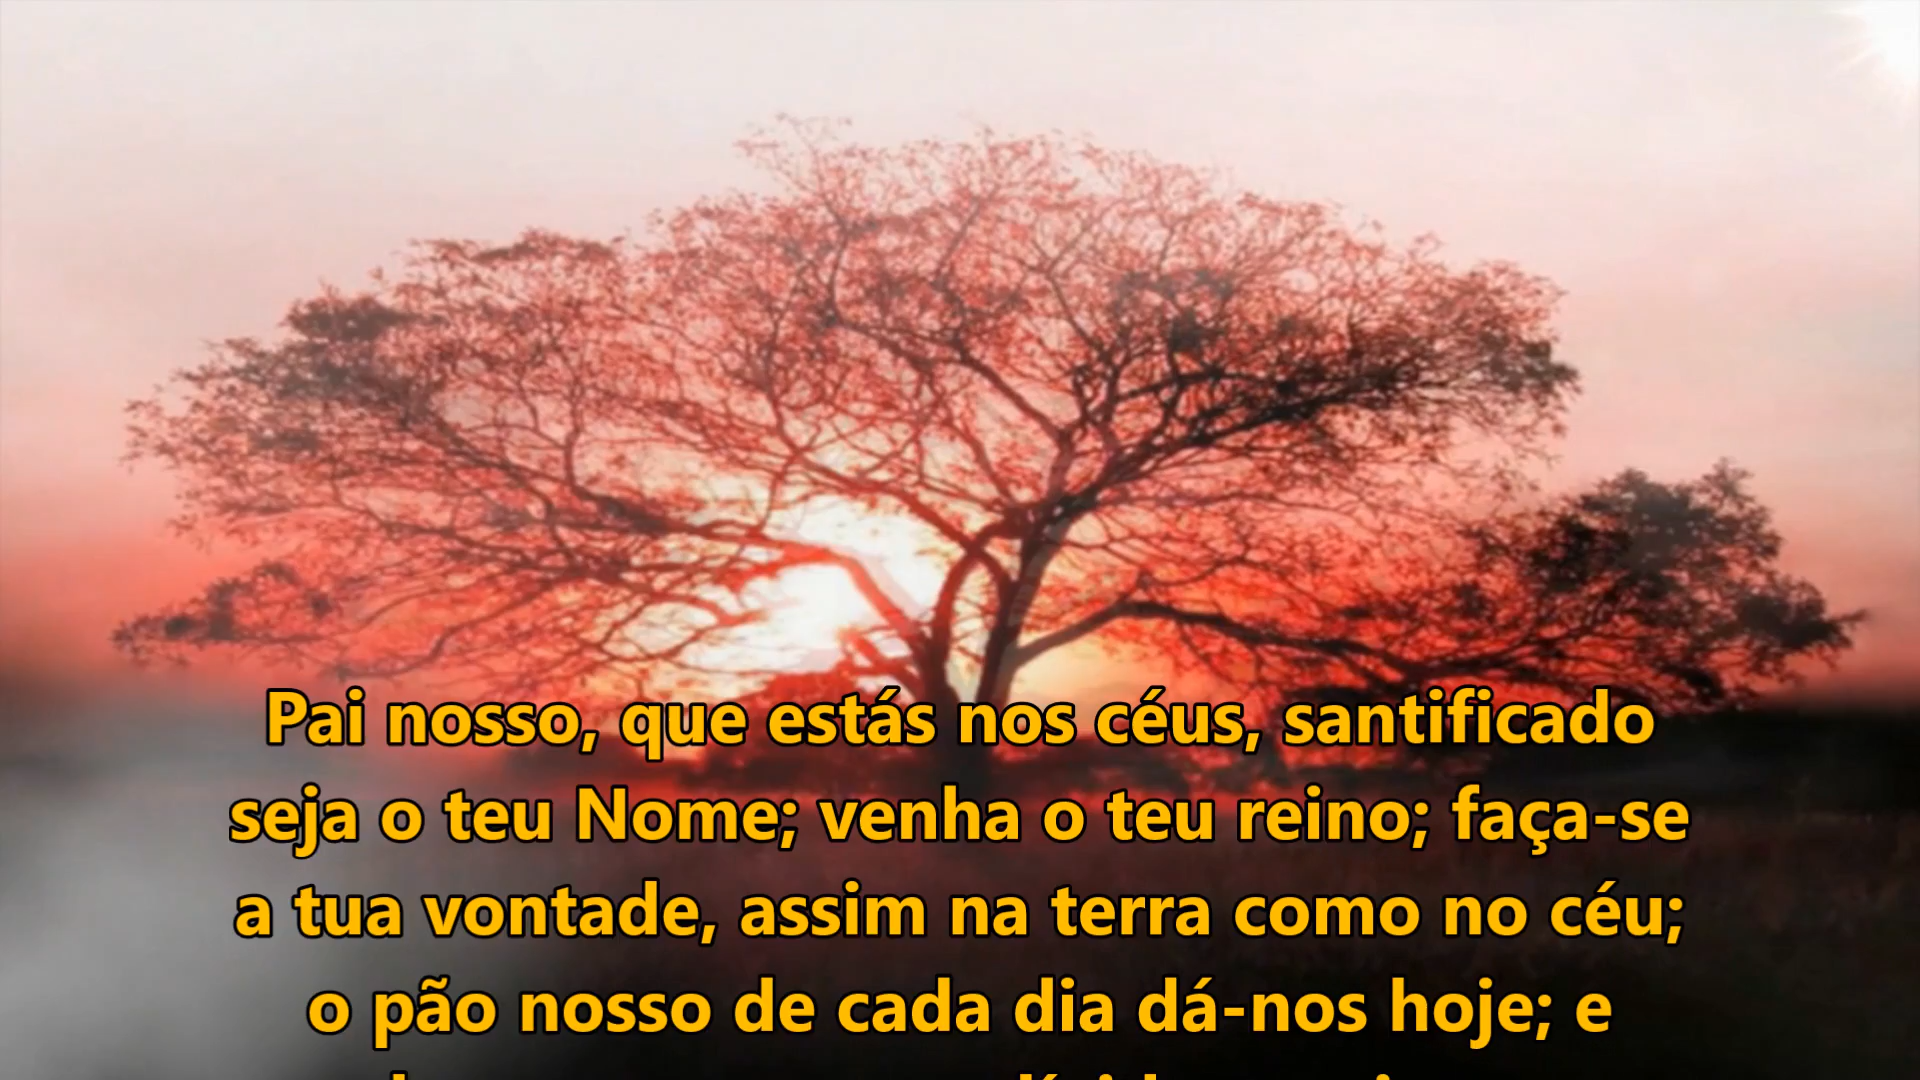 Pai nosso, que estás nos céus, santificado
seja o teu Nome; venha o teu reino; faça-se
a tua vontade, assim na terra como no céu;
o pão nosso de cada dia dá-nos hoje; e